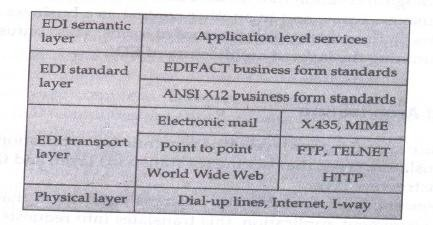 EDI semantic
layer
Application level services
EDI standard
layer
EDIFACT business form standards
ANSI X12 business form standards
EDI transport
layer
Electronic mail
X.435, MIME
Point to point
FTP, TELNET
World Wide Web
HTTP
Physical layer
Dial-up lines, Internet, I-way